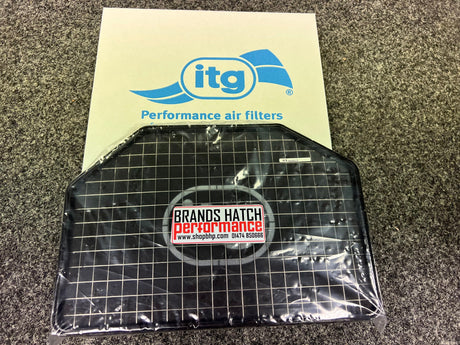 itg
®
Performance air filters
BRANDS HATCH
performance
www.shopbhp.com 01474 850666